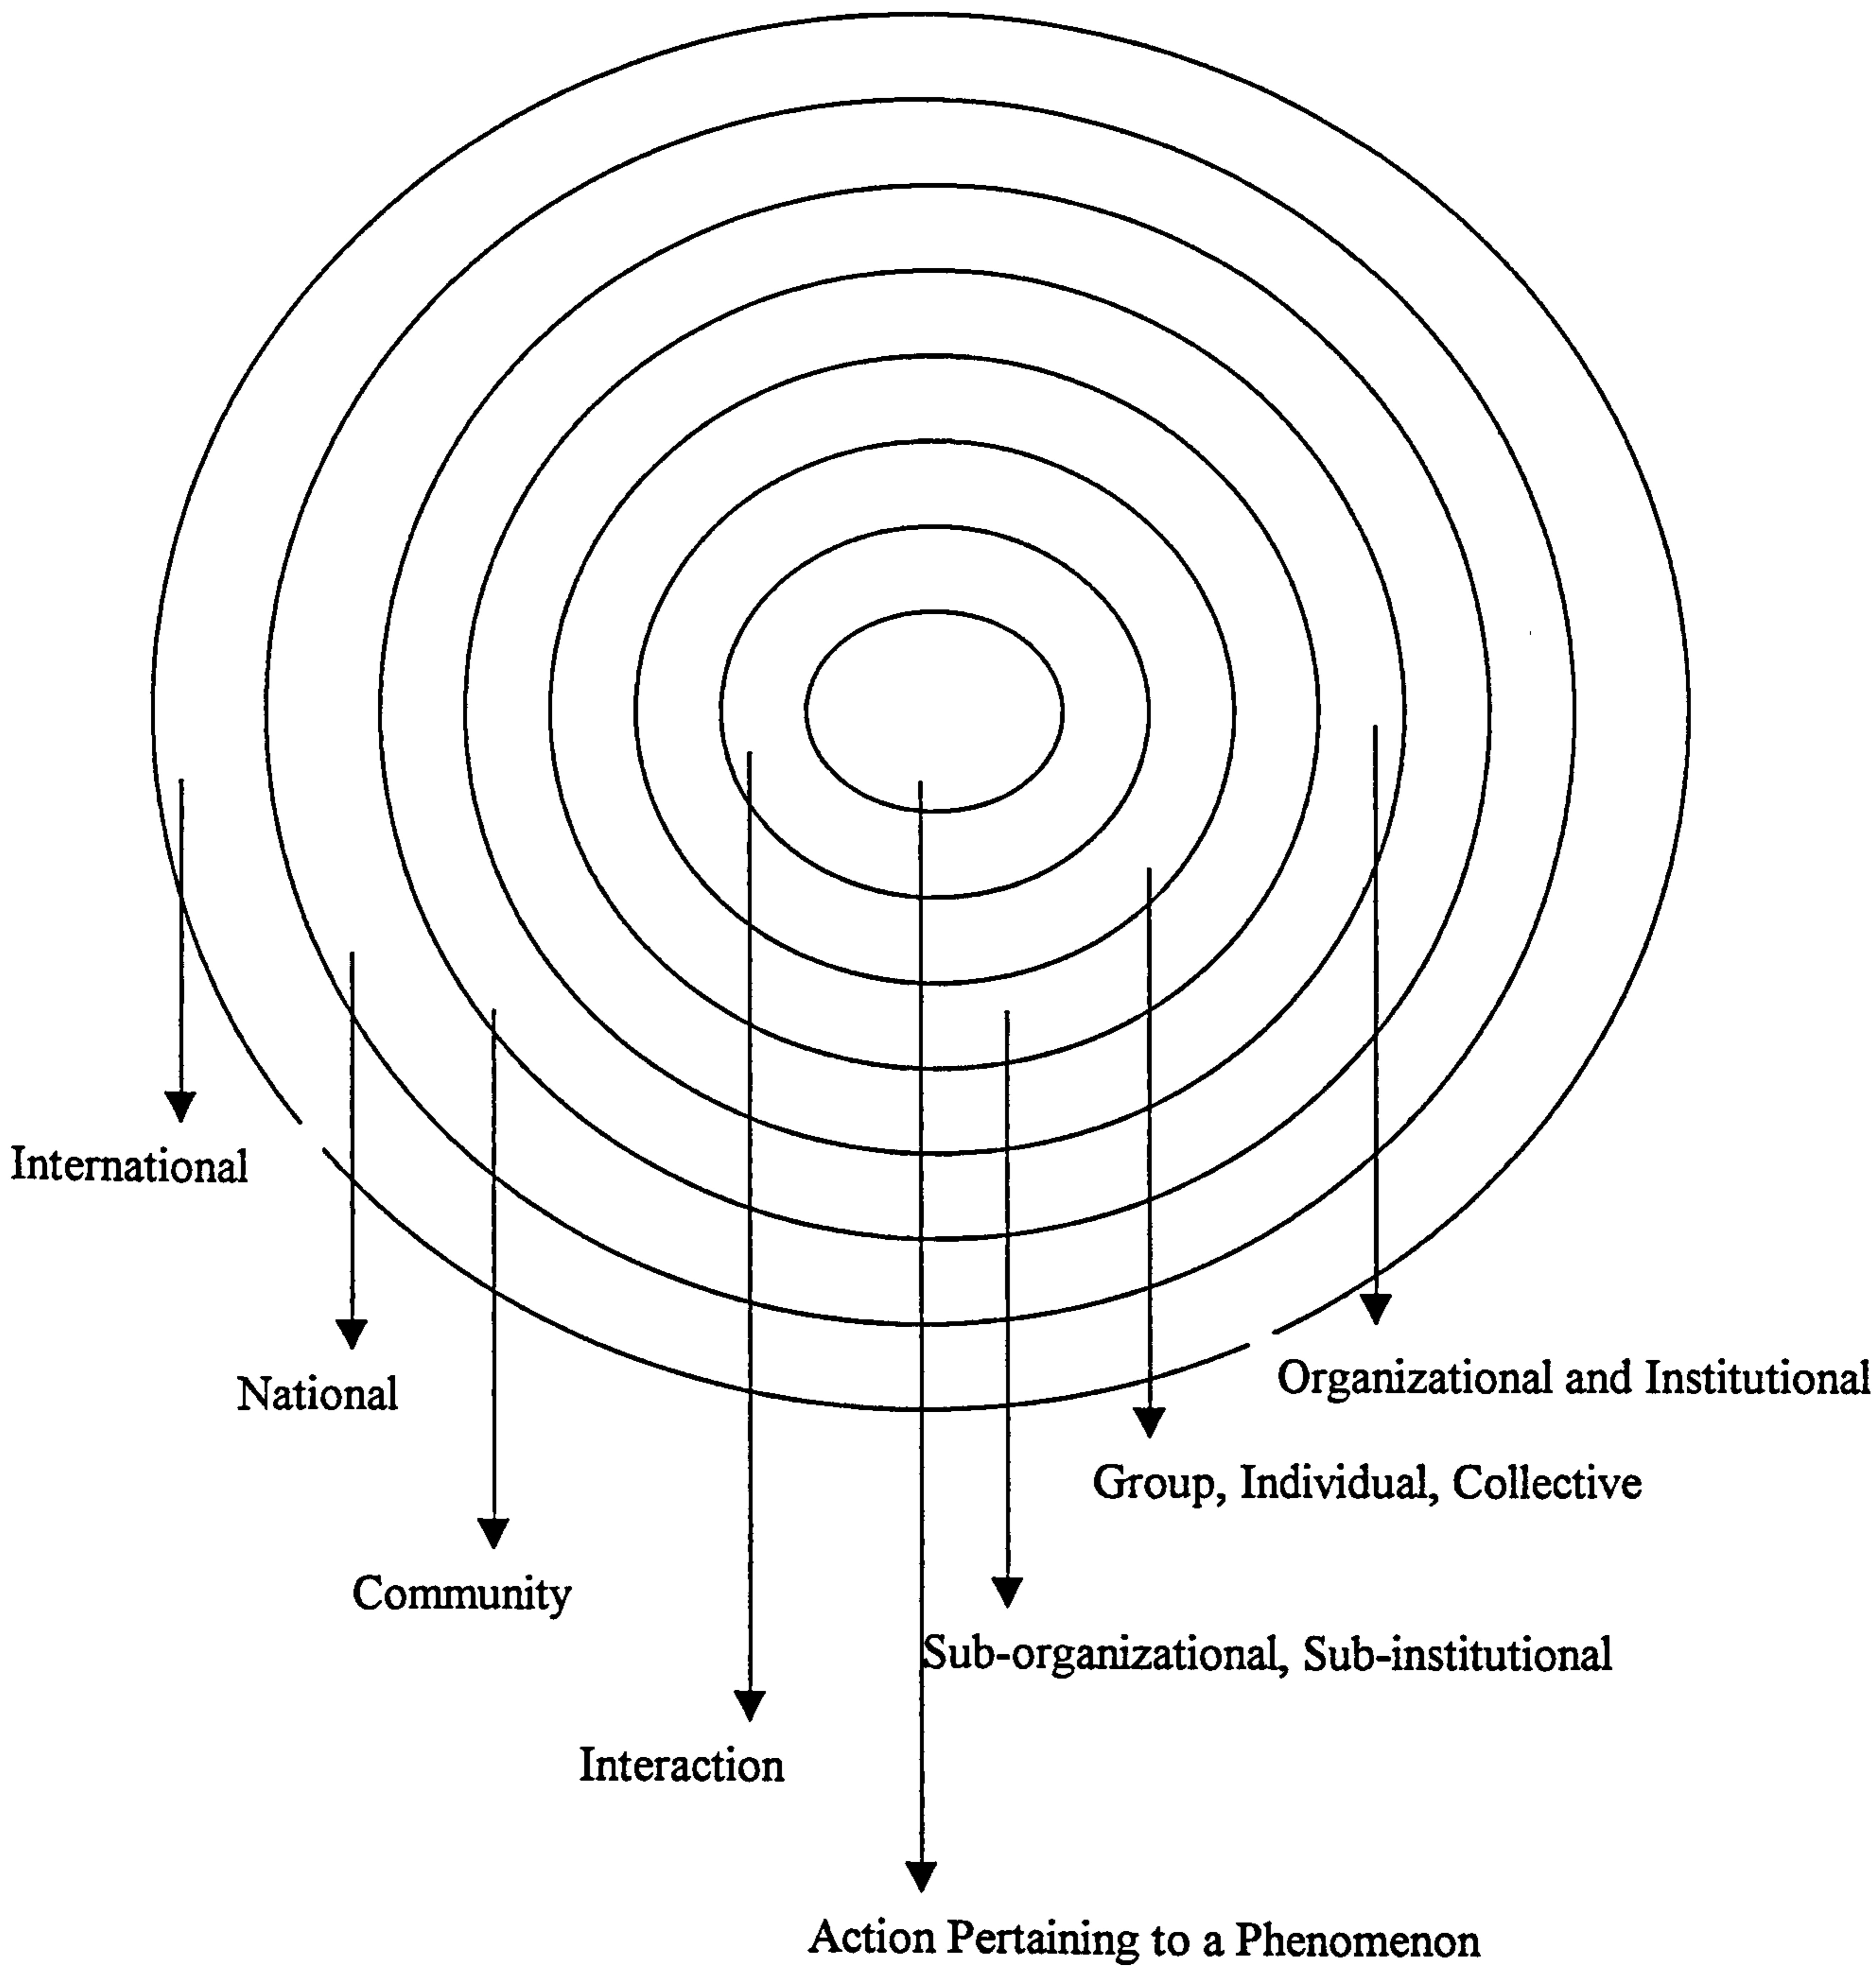 International
Organizational and Institutional
National
Group, Individual, Collective
Community
Sub-organizational, Sub-institutional
Interaction
Action Pertaining to a Phenomenon